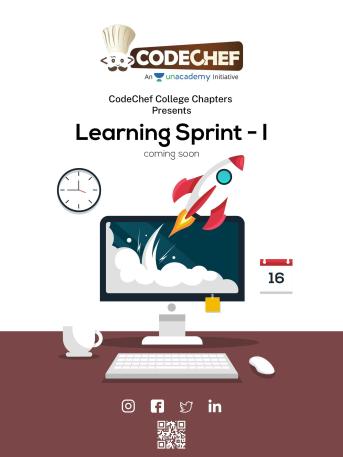 CODECHEF
An unacademy Initiative
CodeChef College Chapters
Presents
Learning Sprint - I
coming soon
16